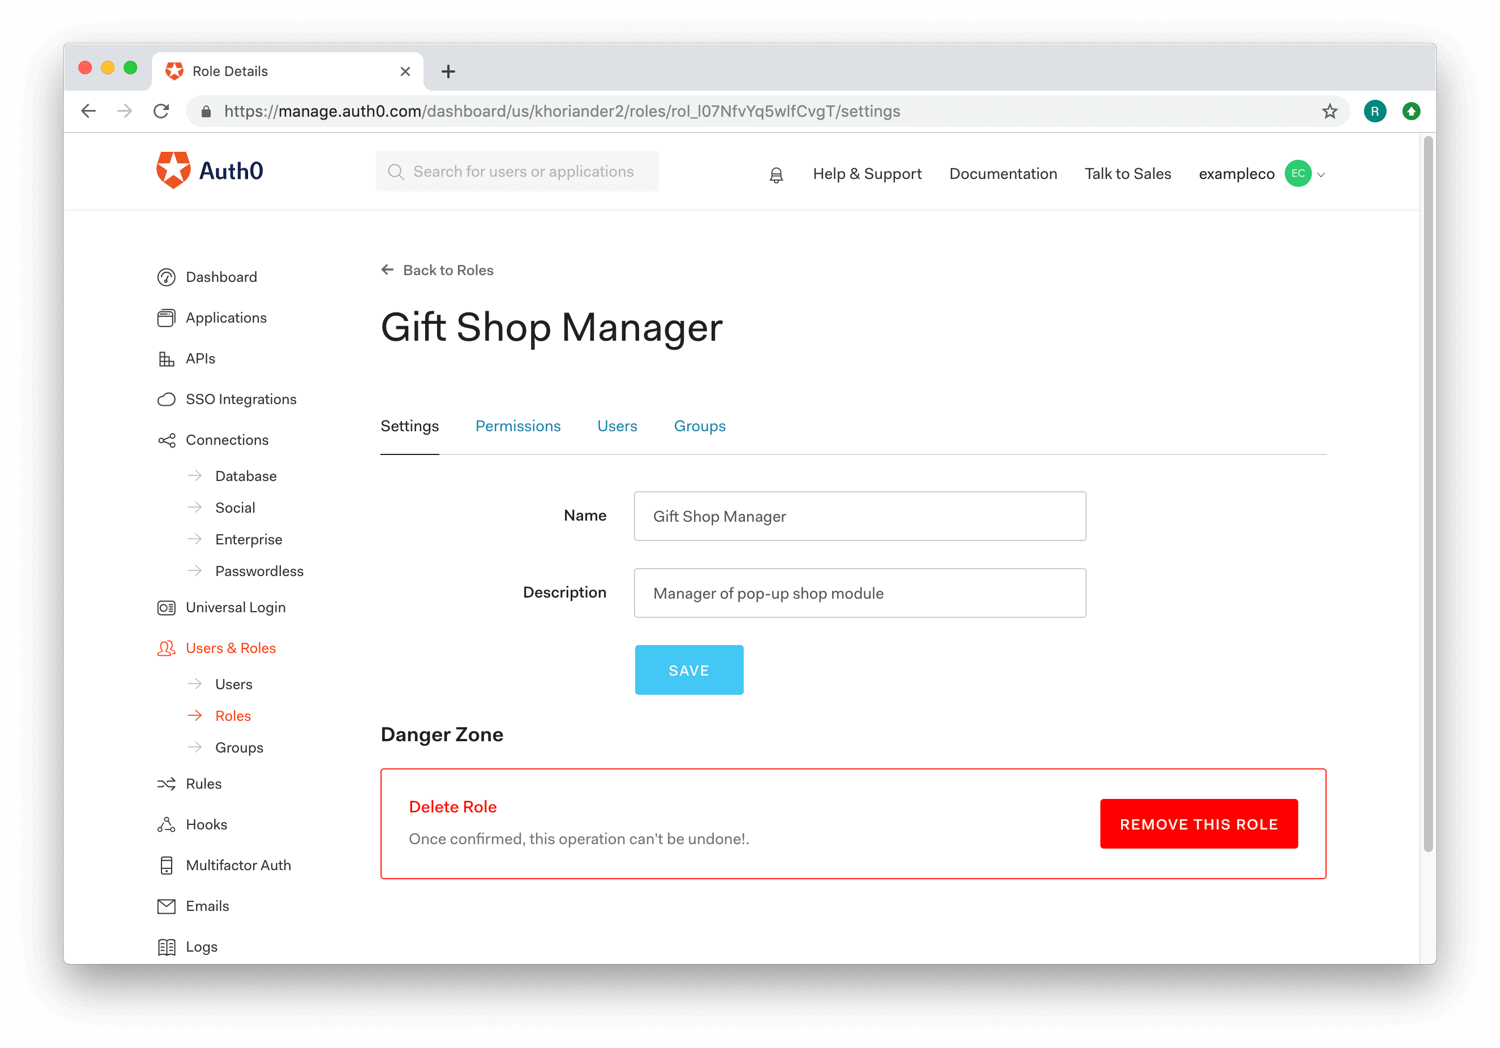 Role Details
https://manage.auth0.com/dashboard/us/khoriander2/roles/rol_l07NfvYq5wlfCvgT/settings
R
Auth0
Search for users or applications
Help & Support
Documentation
Talk to Sales
exampleco
EC
Dashboard
Applications
APIs
SSO Integrations
Connections
Database
Social
Enterprise
Passwordless
Universal Login
Users & Roles
Users
Roles
Groups
Rules
Hooks
Multifactor Auth
Emails
Logs
Back to Roles
Gift Shop Manager
Settings
Permissions
Users
Groups
Name
Gift Shop Manager
Description
Manager of pop-up shop module
SAVE
Danger Zone
Delete Role
Once confirmed, this operation can't be undone!.
REMOVE THIS ROLE